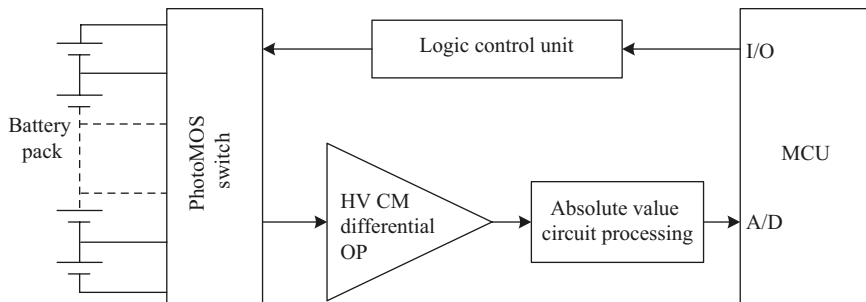 Logic control unit
I/O
Battery
pack
PhotoMOS
switch
MCU
HV CM
differential
OP
Absolute value
circuit processing
A/D